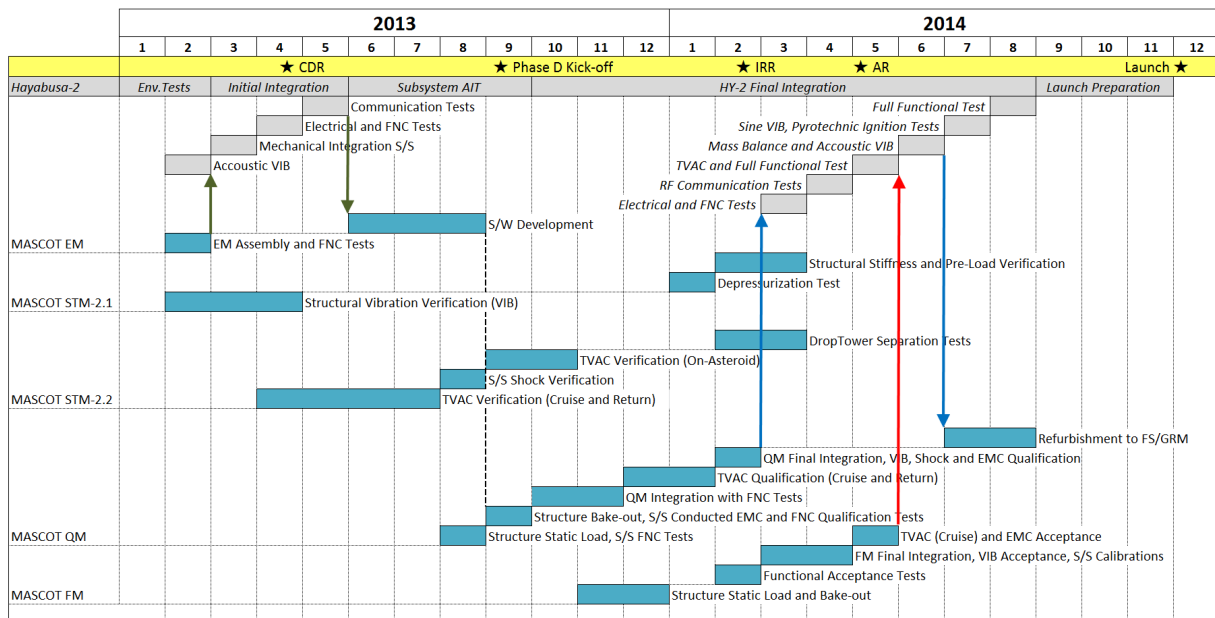 2013 2014
1 2 3 4 5 6 7 8 9 10 11 12 1 2 3 4 5 6 7 8 9 10 11 12
★ CDR ★ Phase D Kick-off ★ IRR ★ AR Launch ★
Hayabusa-2 Env.Tests Initial Integration Subsystem AIT HY-2 Final Integration Launch Preparation
Communication Tests Full Functional Test
Electrical and FNC Tests Sine VIB, Pyrotechnic Ignition Tests
Mechanical Integration S/S Mass Balance and Accoustic VIB
Accoustic VIB TVAC and Full Functional Test
RF Communication Tests
Electrical and FNC Tests
S/W Development
MASCOT EM EM Assembly and FNC Tests
Structural Stiffness and Pre-Load Verification
Depressurization Test
MASCOT STM-2.1 Structural Vibration Verification (VIB)
DropTower Separation Tests
TVAC Verification (On-Asteroid)
S/S Shock Verification
MASCOT STM-2.2 TVAC Verification (Cruise and Return)
Refurbishment to FS/GRM
QM Final Integration, VIB, Shock and EMC Qualification
TVAC Qualification (Cruise and Return)
QM Integration with FNC Tests
Structure Bake-out, S/S Conducted EMC and FNC Qualification Tests
MASCOT QM Structure Static Load, S/S FNC Tests TVAC (Cruise) and EMC Acceptance
FM Final Integration, VIB Acceptance, S/S Calibrations
Functional Acceptance Tests
MASCOT FM Structure Static Load and Bake-out